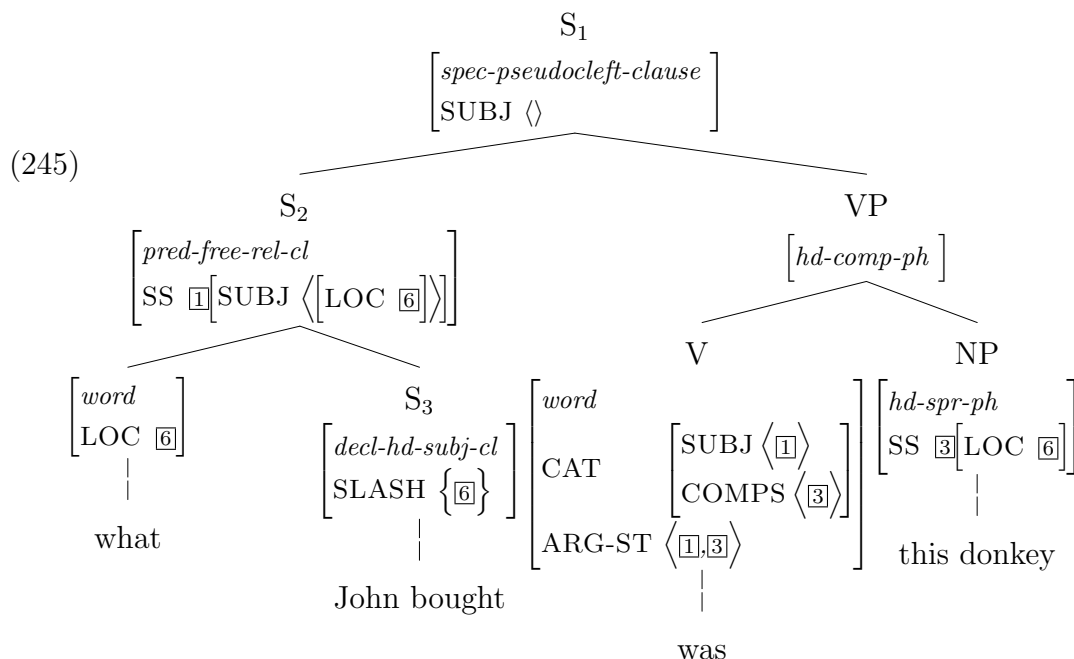 S₁
[spec-pseudocleft-clause
SUBJ ⟨⟩]
(245)
S₂ VP
[pred-free-rel-cl
SS [1][SUBJ ⟨[LOC [6]]⟩]]
[hd-comp-ph]
V NP
[word
LOC [6]]
S₃
[decl-hd-subj-cl
SLASH {[6]}]
[word
CAT [SUBJ ⟨[1]⟩
COMPS ⟨[3]⟩]
ARG-ST ⟨[1],[3]⟩]
[hd-spr-ph
SS [3][LOC [6]]]
what
John bought
was
this donkey